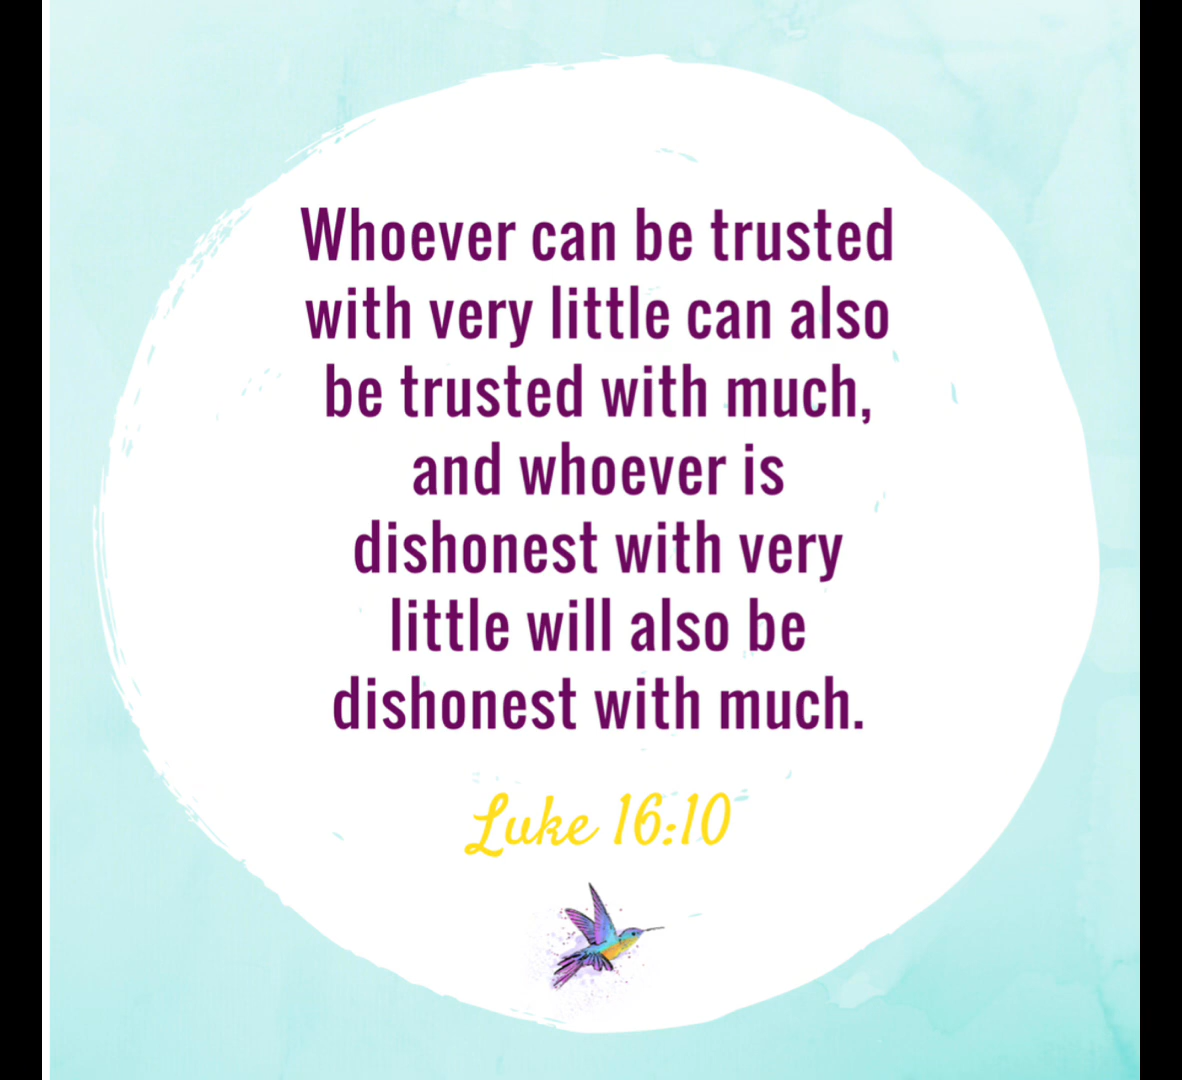 Whoever can be trusted
with very little can also
be trusted with much,
and whoever is
dishonest with very
little will also be
dishonest with much.
Luke 16:10